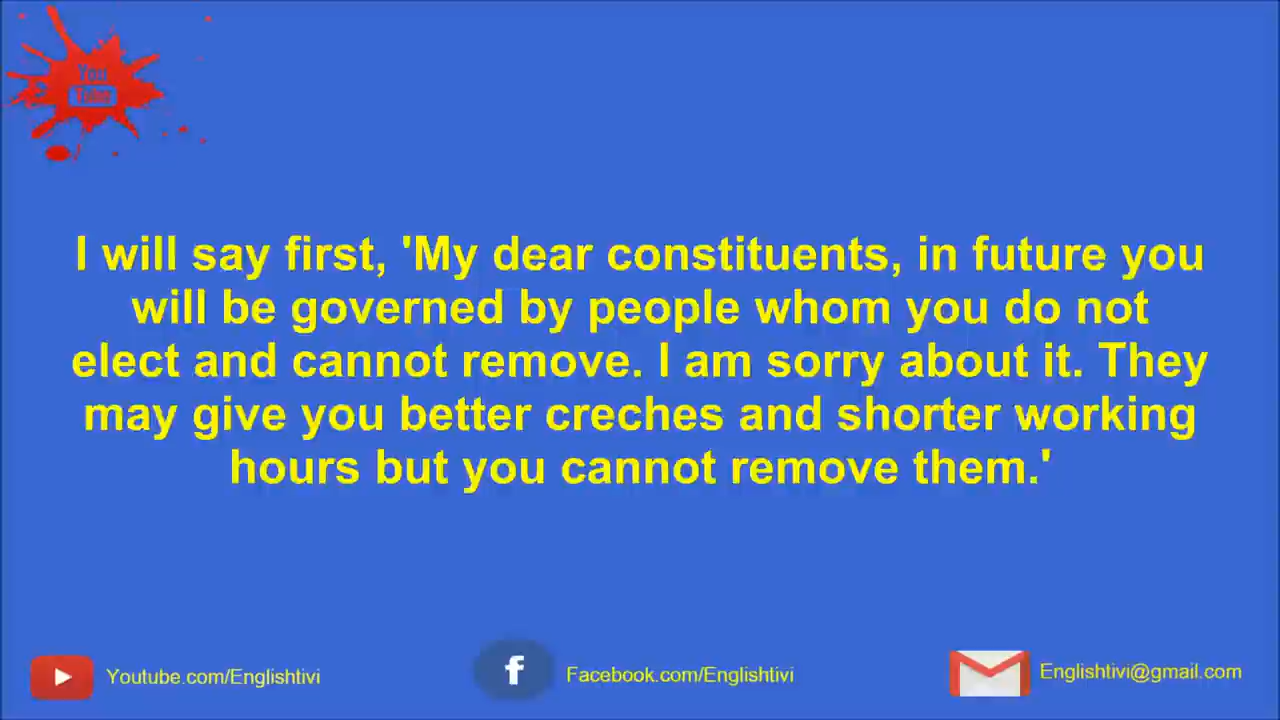 You
Tube
I will say first, 'My dear constituents, in future you
will be governed by people whom you do not
elect and cannot remove. I am sorry about it. They
may give you better creches and shorter working
hours but you cannot remove them.'
f
Youtube.com/Englishtivi
Facebook.com/Englishtivi
Englishtivi@gmail.com